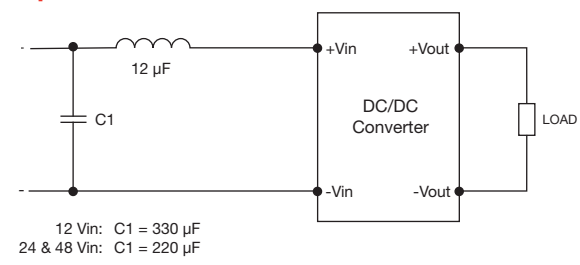 +Vin
+Vout
12 µF
DC/DC
Converter
C1
LOAD
-Vin
-Vout
12 Vin: C1 = 330 µF
24 & 48 Vin: C1 = 220 µF